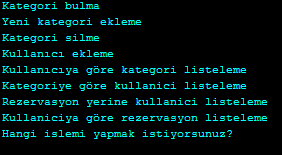 Kategori bulma
Yeni kategori ekleme
Kategori silme
Kullanıcı ekleme
Kullanıcıya göre kategori listeleme
Kategoriye göre kullanici listeleme
Rezervasyon yerine kullanici listeleme
Kullaniciya göre rezervasyon listeleme
Hangi islemi yapmak istiyorsunuz?